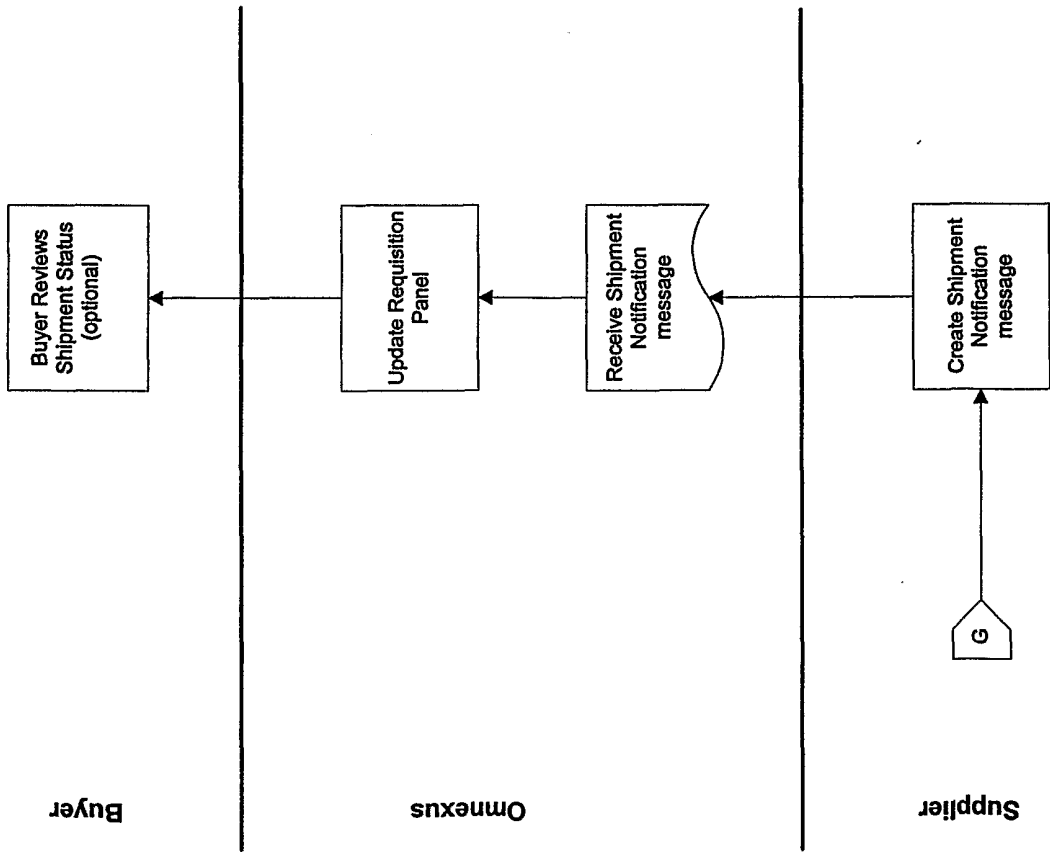 Buyer
Buyer Reviews
Shipment Status
(optional)
Omnexus
Update Requisition
Panel
Receive Shipment
Notification
message
Supplier
G
Create Shipment
Notification
message